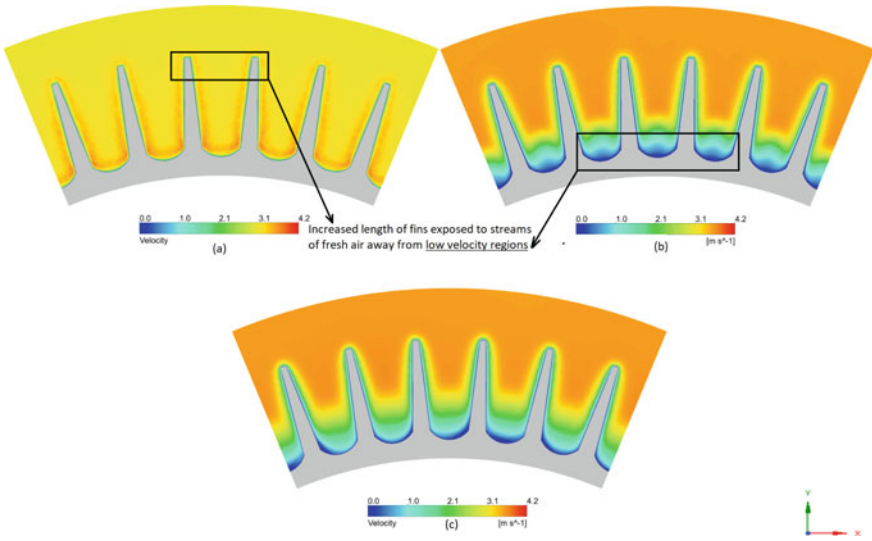 0.0 1.0 2.1 3.1 4.2
Velocity
(a)
Increased length of fins exposed to streams
of fresh air away from low velocity regions
.
0.0 1.0 2.1 3.1 4.2
(b)
[m s^-1]
0.0 1.0 2.1 3.1 4.2
Velocity
(c)
[m s^-1]
Y
X